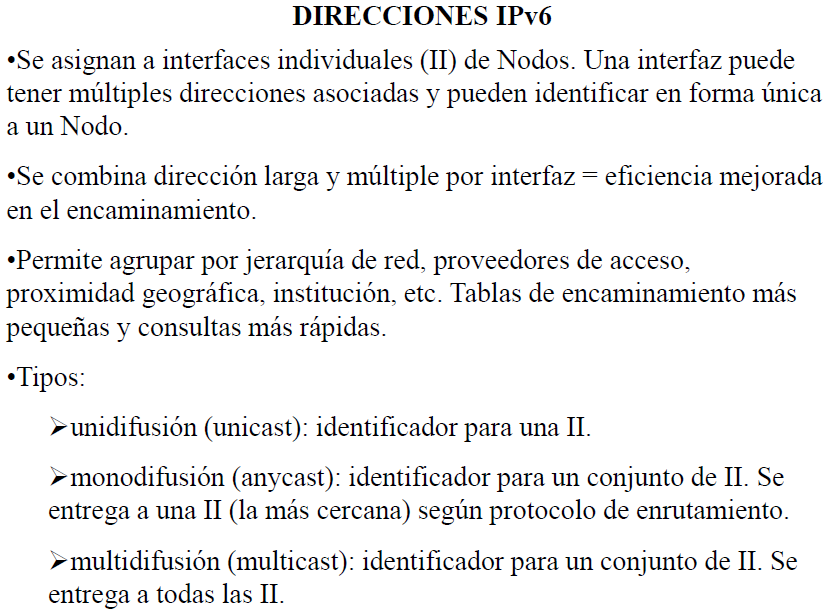 DIRECCIONES IPv6
•Se asignan a interfaces individuales (II) de Nodos. Una interfaz puede
tener múltiples direcciones asociadas y pueden identificar en forma única
a un Nodo.
•Se combina dirección larga y múltiple por interfaz = eficiencia mejorada
en el encaminamiento.
•Permite agrupar por jerarquía de red, proveedores de acceso,
proximidad geográfica, institución, etc. Tablas de encaminamiento más
pequeñas y consultas más rápidas.
•Tipos:
➢unidifusión (unicast): identificador para una II.
➢monodifusión (anycast): identificador para un conjunto de II. Se
entrega a una II (la más cercana) según protocolo de enrutamiento.
➢multidifusión (multicast): identificador para un conjunto de II. Se
entrega a todas las II.